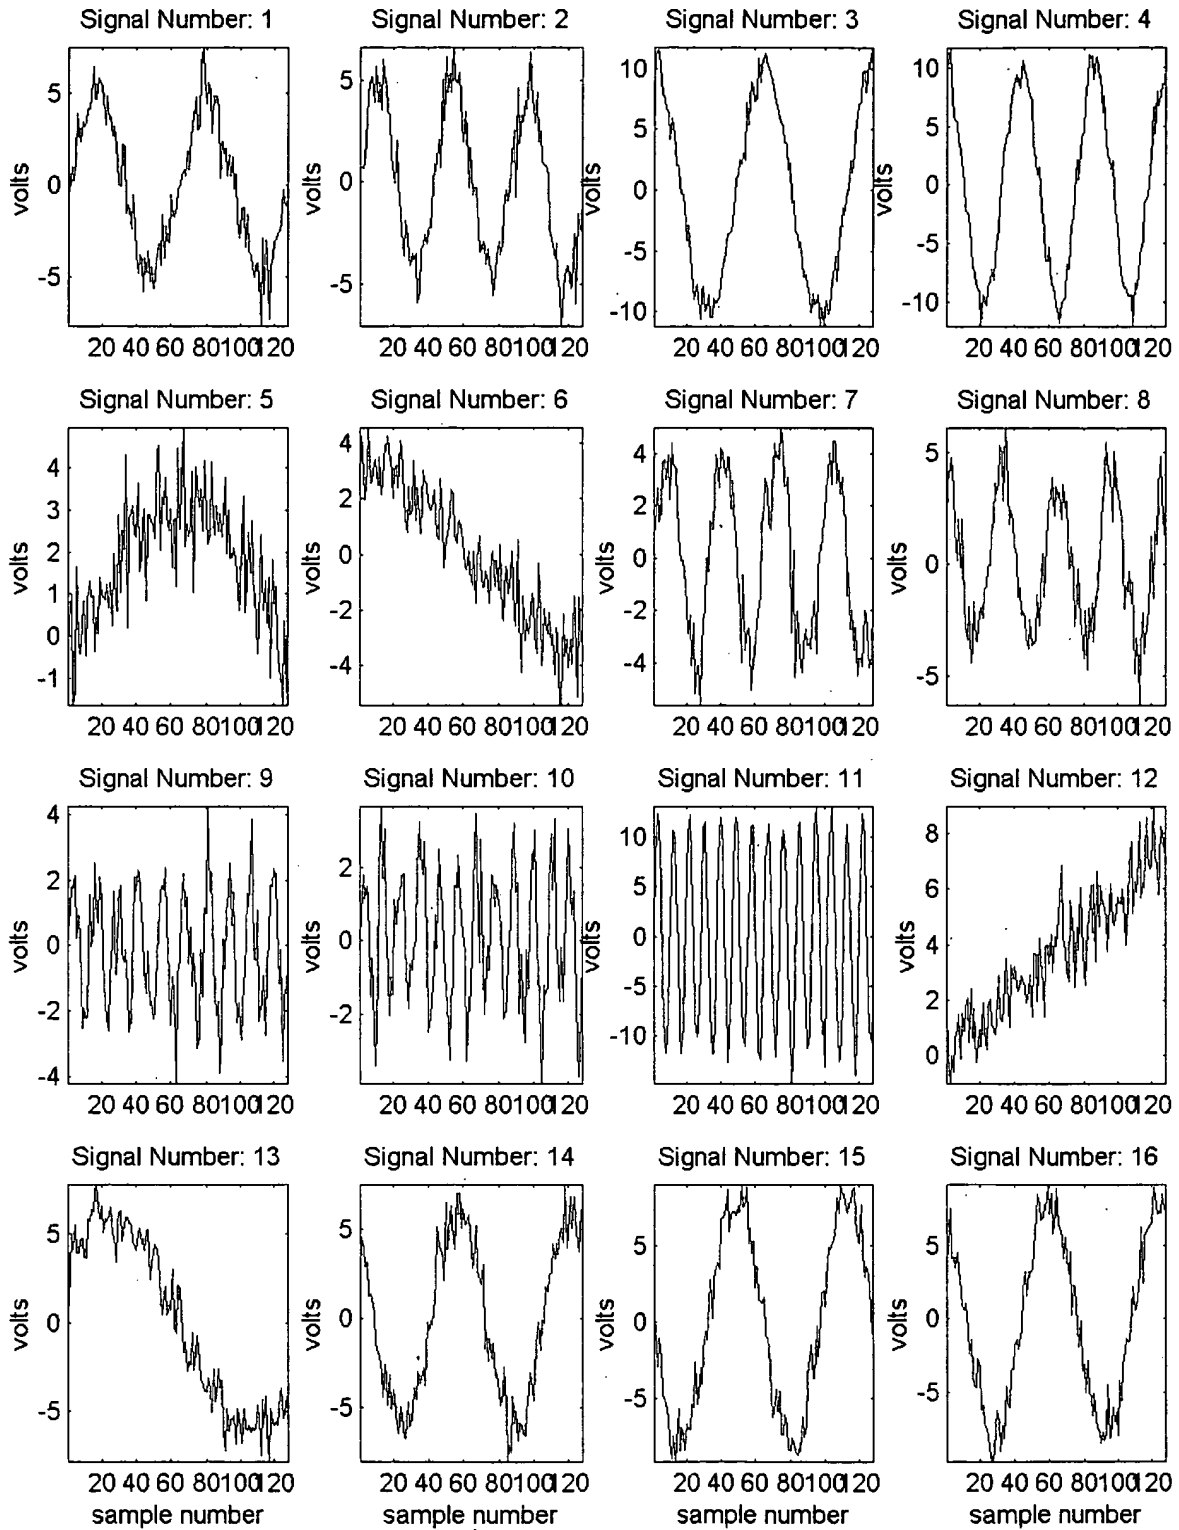 Signal Number: 1
Signal Number: 2
Signal Number: 3
Signal Number: 4
volts
5
0
-5
20 40 60 80100120
volts
5
0
-5
20 40 60 80100120
volts
10
5
0
-5
-10
20 40 60 80100120
volts
10
5
0
-5
-10
20 40 60 80100120
Signal Number: 5
Signal Number: 6
Signal Number: 7
Signal Number: 8
volts
4
3
2
1
0
-1
20 40 60 80100120
volts
4
2
0
-2
-4
20 40 60 80100120
volts
4
2
0
-2
-4
20 40 60 80100120
volts
5
0
-5
20 40 60 80100120
Signal Number: 9
Signal Number: 10
Signal Number: 11
Signal Number: 12
volts
4
2
0
-2
-4
20 40 60 80100120
volts
2
0
-2
20 40 60 80100120
volts
10
5
0
-5
-10
20 40 60 80100120
volts
8
6
4
2
0
20 40 60 80100120
Signal Number: 13
Signal Number: 14
Signal Number: 15
Signal Number: 16
volts
5
0
-5
20 40 60 80100120
sample number
volts
5
0
-5
20 40 60 80100120
sample number
volts
5
0
-5
20 40 60 80100120
sample number
volts
5
0
-5
20 40 60 80100120
sample number